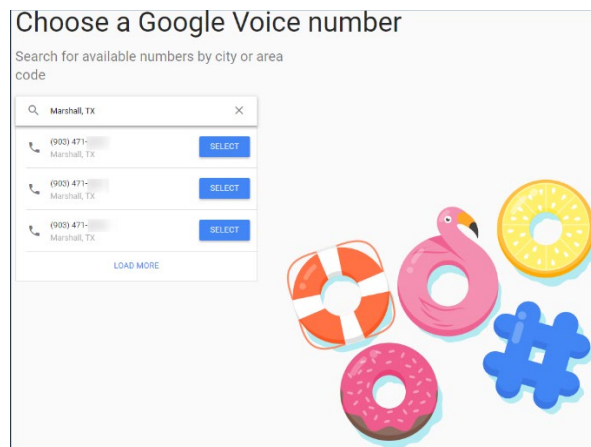 Choose a Google Voice number
Search for available numbers by city or area
code
Marshall, TX
(903) 471-
Marshall, TX
SELECT
(903) 471-
Marshall, TX
SELECT
(903) 471-
Marshall, TX
SELECT
LOAD MORE